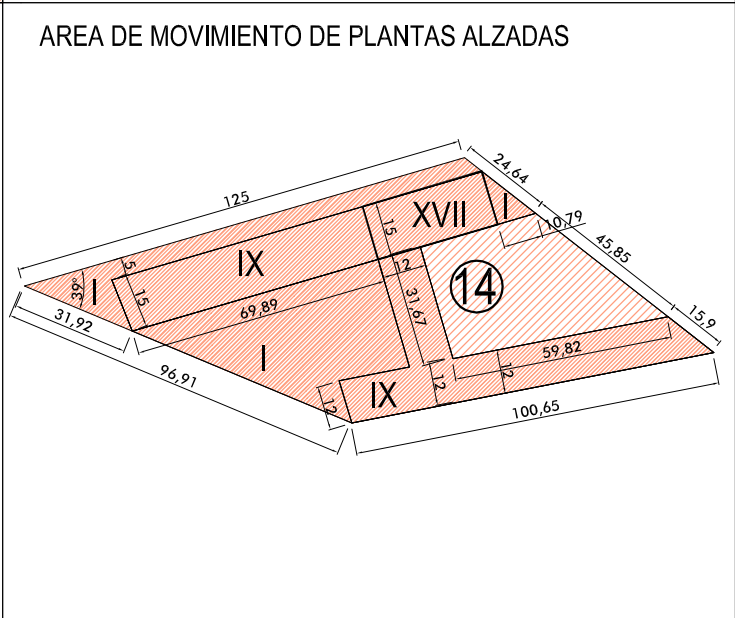 AREA DE MOVIMIENTO DE PLANTAS ALZADAS
24,64
125
XVII
I
10,79
15
45,85
IX
5
12
14
39°
I
15
31,67
69,89
15,9
31,92
I
59,82
96,91
12
12
12
IX
100,65